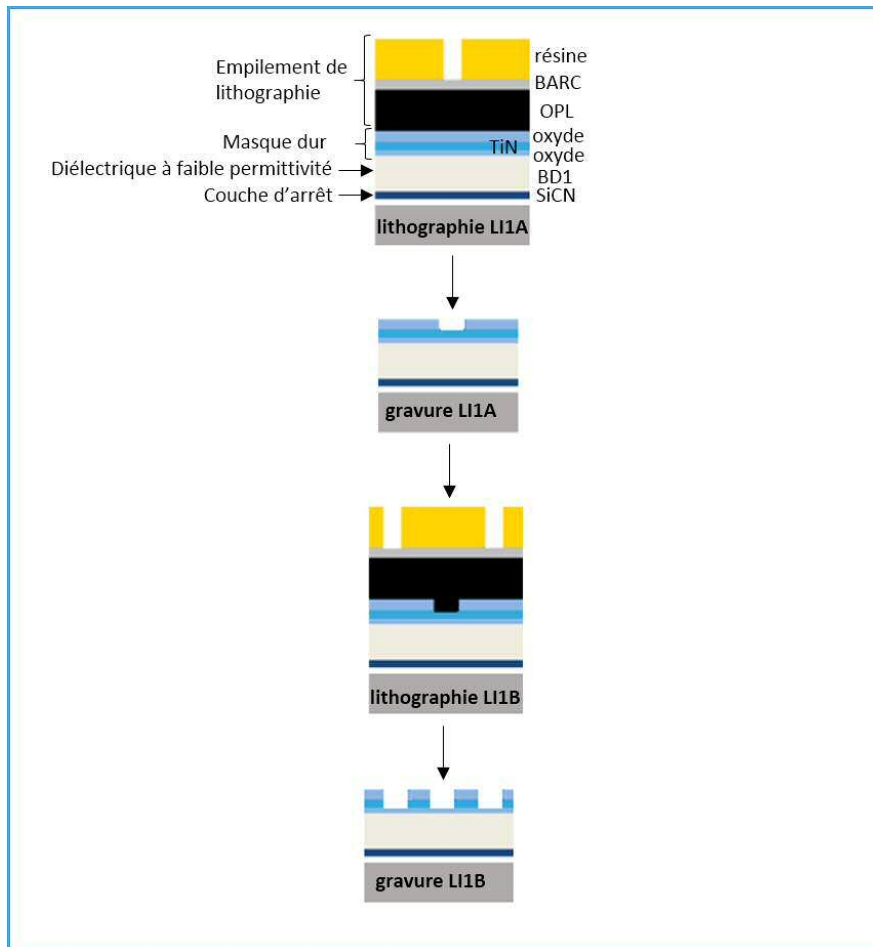 Empilement de
lithographie
résine
BARC
OPL
Masque dur
oxyde
TiN
oxyde
Diélectrique à faible permittivité
BD1
Couche d’arrêt
SiCN
lithographie LI1A
gravure LI1A
lithographie LI1B
gravure LI1B